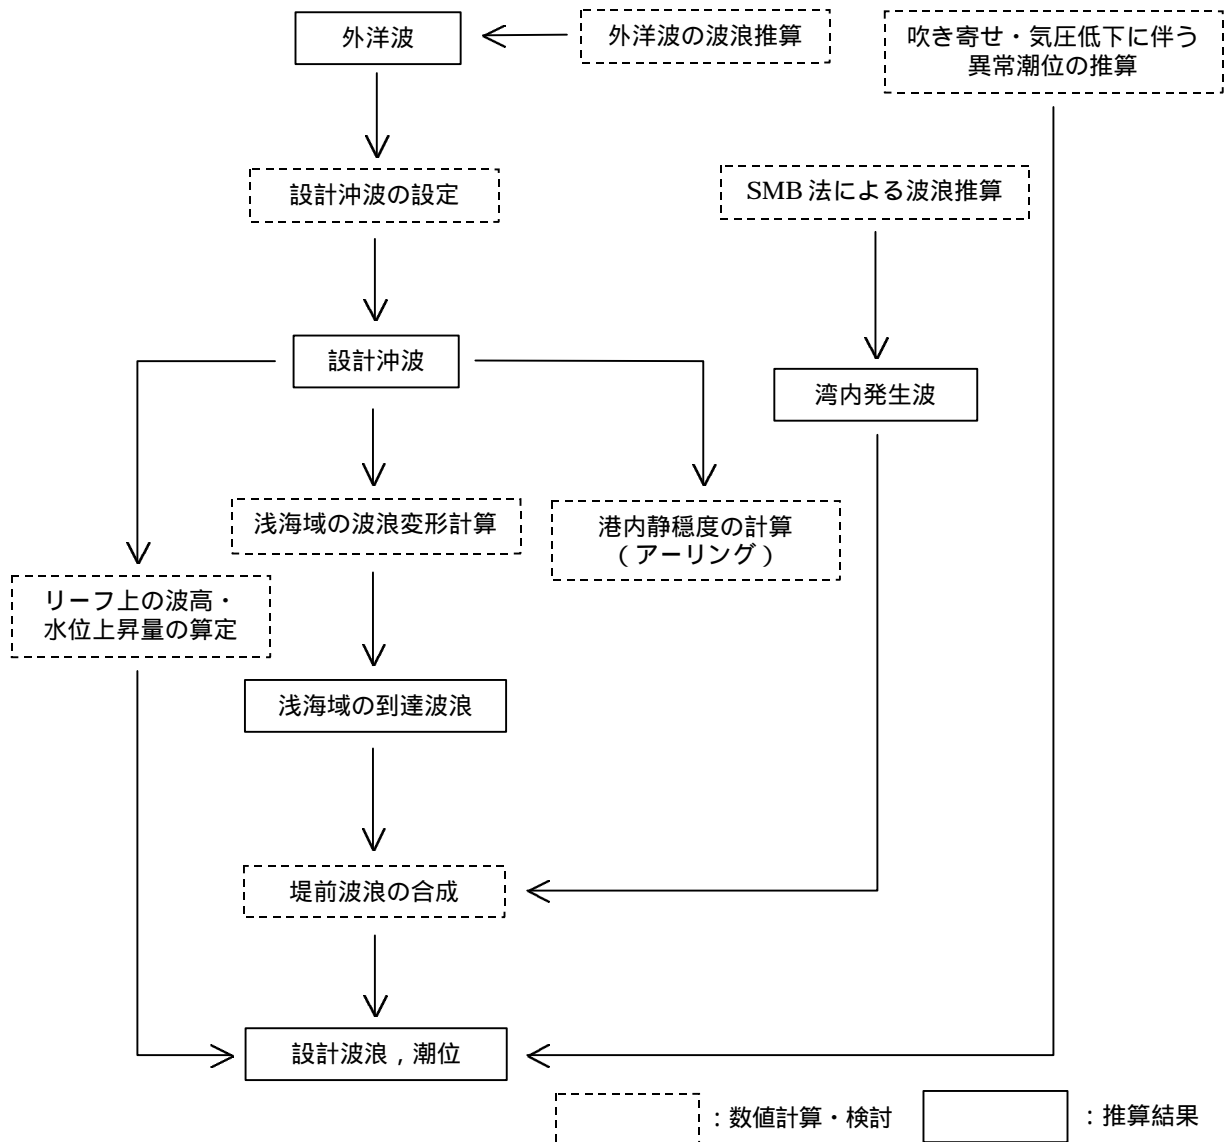 外洋波
外洋波の波浪推算
吹き寄せ・気圧低下に伴う
異常潮位の推算
設計沖波の設定
SMB 法による波浪推算
設計沖波
湾内発生波
浅海域の波浪変形計算
港内静穏度の計算
(アーリング)
リーフ上の波高・
水位上昇量の算定
浅海域の到達波浪
堤前波浪の合成
設計波浪，潮位
：数値計算・検討
：推算結果